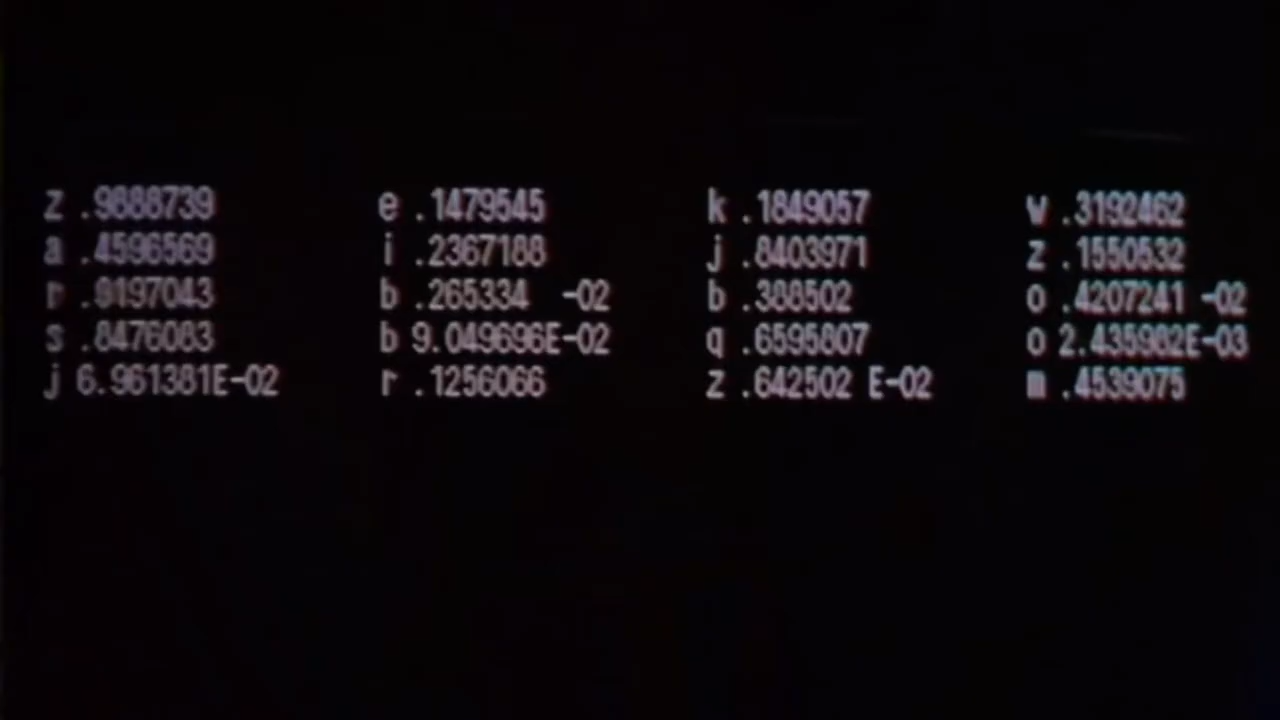 z .9888739 e .1479545 k .1849057 v .3192462
a .4596569 i .2367188 j .8403971 z .1550532
r .9197043 b .265334 -02 b .388502 o .4207241 -02
s .8476083 b 9.049696E-02 q .6595807 o 2.435982E-03
j 6.961381E-02 r .1256066 z .642502 E-02 m .4539075